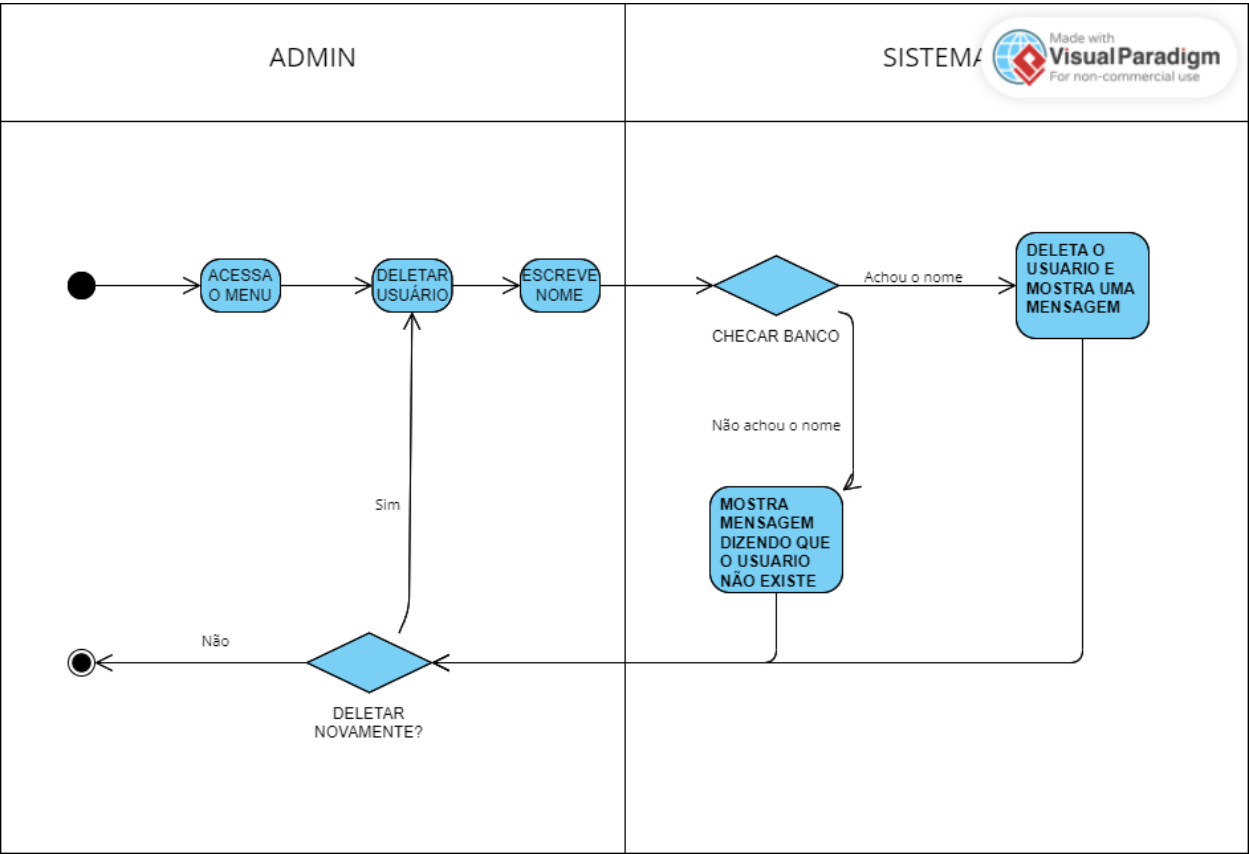 ADMIN
SISTEMA
Made with
Visual Paradigm
For non-commercial use
ACESSA
O MENU
DELETAR
USUÁRIO
ESCREVE
NOME
Achou o nome
DELETA O
USUARIO E
MOSTRA UMA
MENSAGEM
CHECAR BANCO
Não achou o nome
Sim
MOSTRA
MENSAGEM
DIZENDO QUE
O USUARIO
NÃO EXISTE
Não
DELETAR
NOVAMENTE?